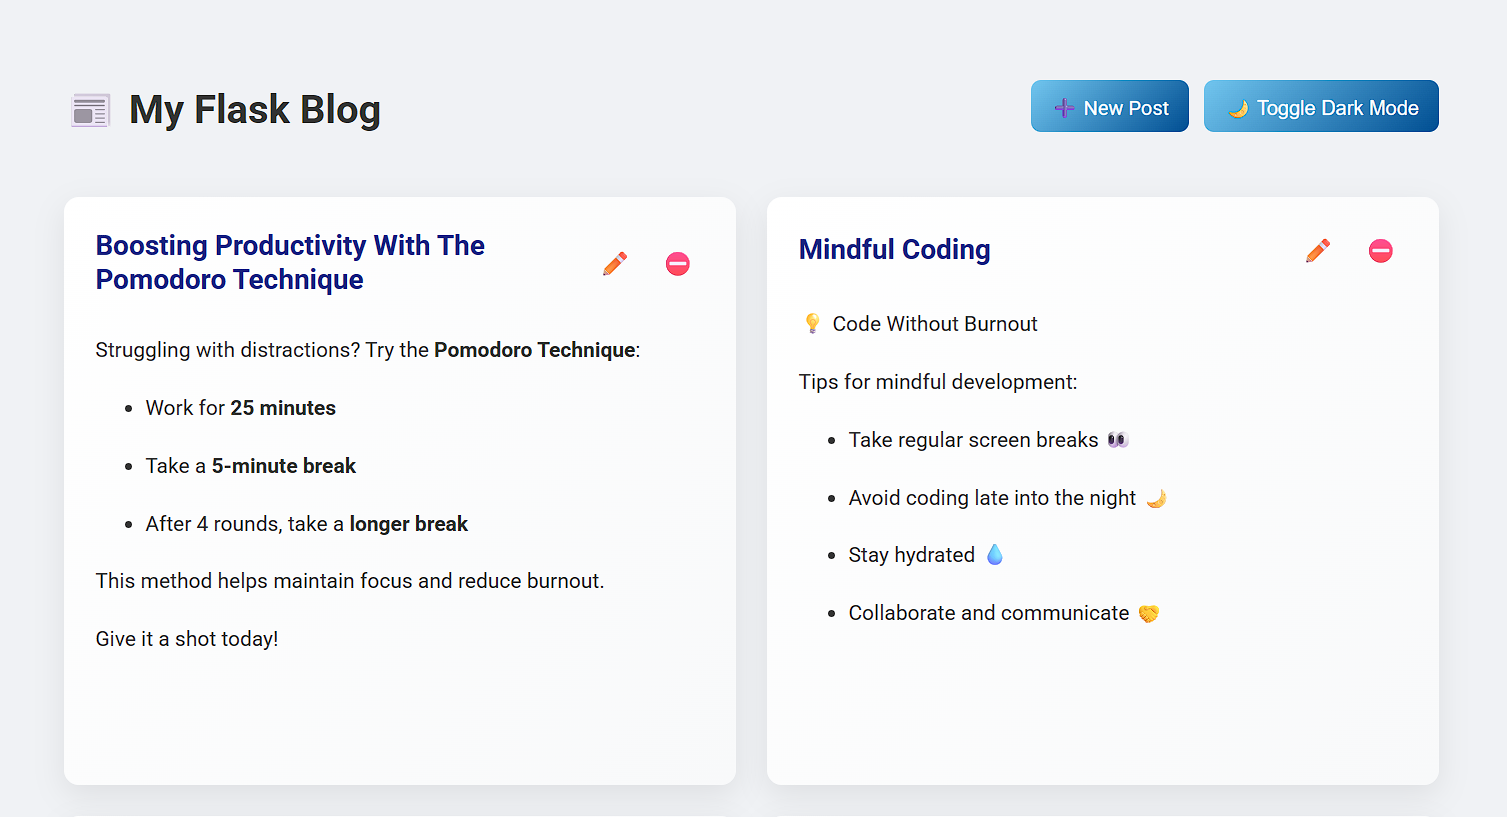 My Flask Blog
New Post
Toggle Dark Mode
Boosting Productivity With The
Pomodoro Technique
Struggling with distractions? Try the Pomodoro Technique:
Work for 25 minutes
Take a 5-minute break
After 4 rounds, take a longer break
This method helps maintain focus and reduce burnout.
Give it a shot today!
Mindful Coding
Code Without Burnout
Tips for mindful development:
Take regular screen breaks 👀
Avoid coding late into the night 🌙
Stay hydrated 💧
Collaborate and communicate 🤝